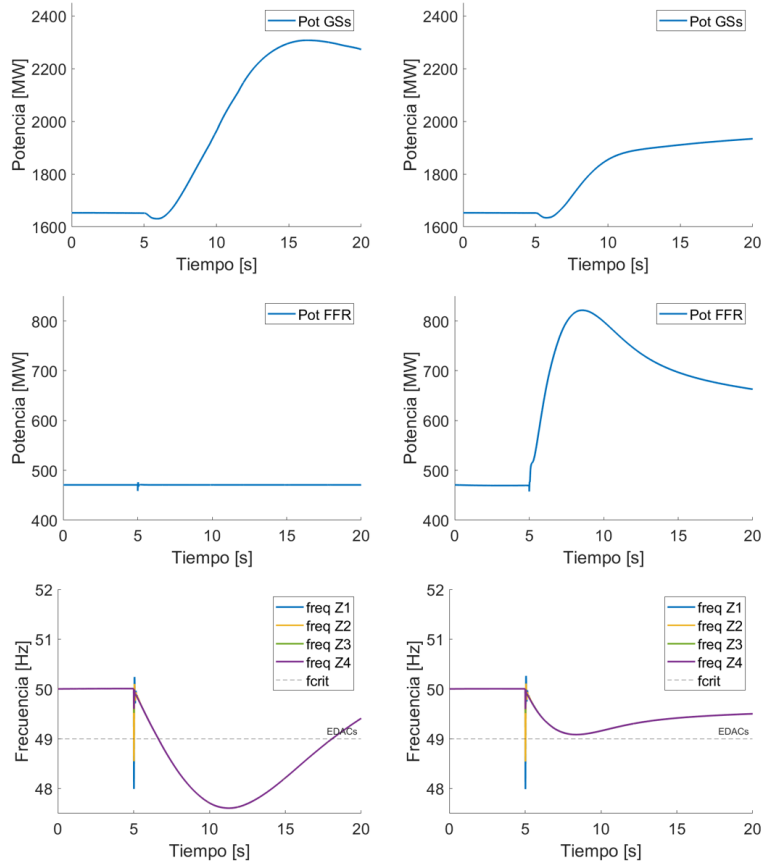 2400
2200
2000
1800
1600
Potencia [MW]
Pot GSs
0 5 10 15 20
Tiempo [s]
2400
2200
2000
1800
1600
Potencia [MW]
Pot GSs
0 5 10 15 20
Tiempo [s]
800
700
600
500
400
Potencia [MW]
Pot FFR
0 5 10 15 20
Tiempo [s]
800
700
600
500
400
Potencia [MW]
Pot FFR
0 5 10 15 20
Tiempo [s]
52
51
50
49
48
Frecuencia [Hz]
freq Z1
freq Z2
freq Z3
freq Z4
fcrit
EDACs
0 5 10 15 20
Tiempo [s]
52
51
50
49
48
Frecuencia [Hz]
freq Z1
freq Z2
freq Z3
freq Z4
fcrit
EDACs
0 5 10 15 20
Tiempo [s]